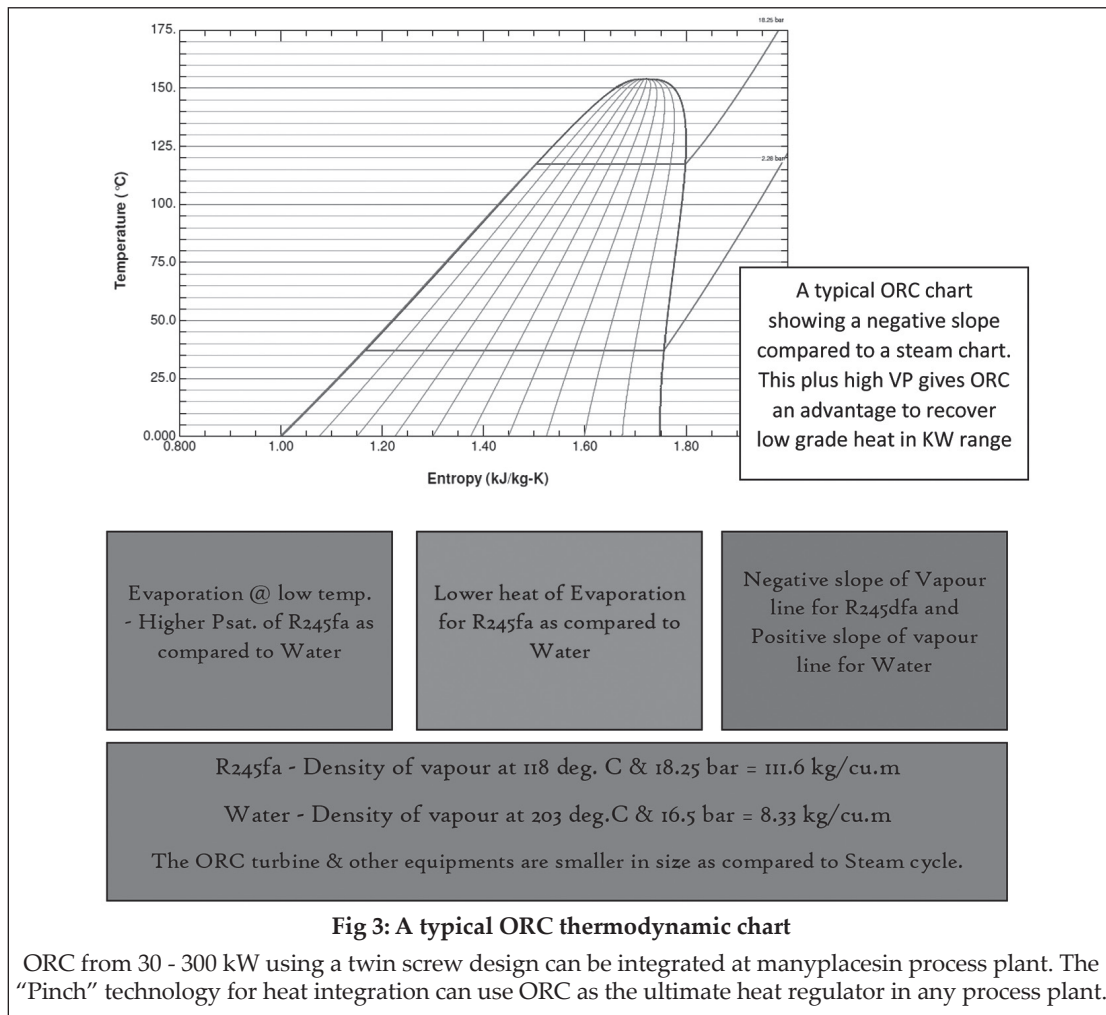 18.25 bar
175.
150.
125.
2.28 bar
100.
75.0
50.0
25.0
0.000
Temperature (°C)
0.800
1.00
1.20
1.40
1.60
1.80
Entropy (kJ/kg-K)
A typical ORC chart
showing a negative slope
compared to a steam chart.
This plus high VP gives ORC
an advantage to recover
low grade heat in KW range
Evaporation @ low temp.
- Higher Psat. of R245fa as
compared to Water
Lower heat of Evaporation
for R245fa as compared to
Water
Negative slope of Vapour
line for R245dfa and
Positive slope of vapour
line for Water
R245fa - Density of vapour at 118 deg. C & 18.25 bar = 111.6 kg/cu.m
Water - Density of vapour at 203 deg.C & 16.5 bar = 8.33 kg/cu.m
The ORC turbine & other equipments are smaller in size as compared to Steam cycle.
Fig 3: A typical ORC thermodynamic chart
ORC from 30 - 300 kW using a twin screw design can be integrated at manyplacesin process plant. The
"Pinch" technology for heat integration can use ORC as the ultimate heat regulator in any process plant.